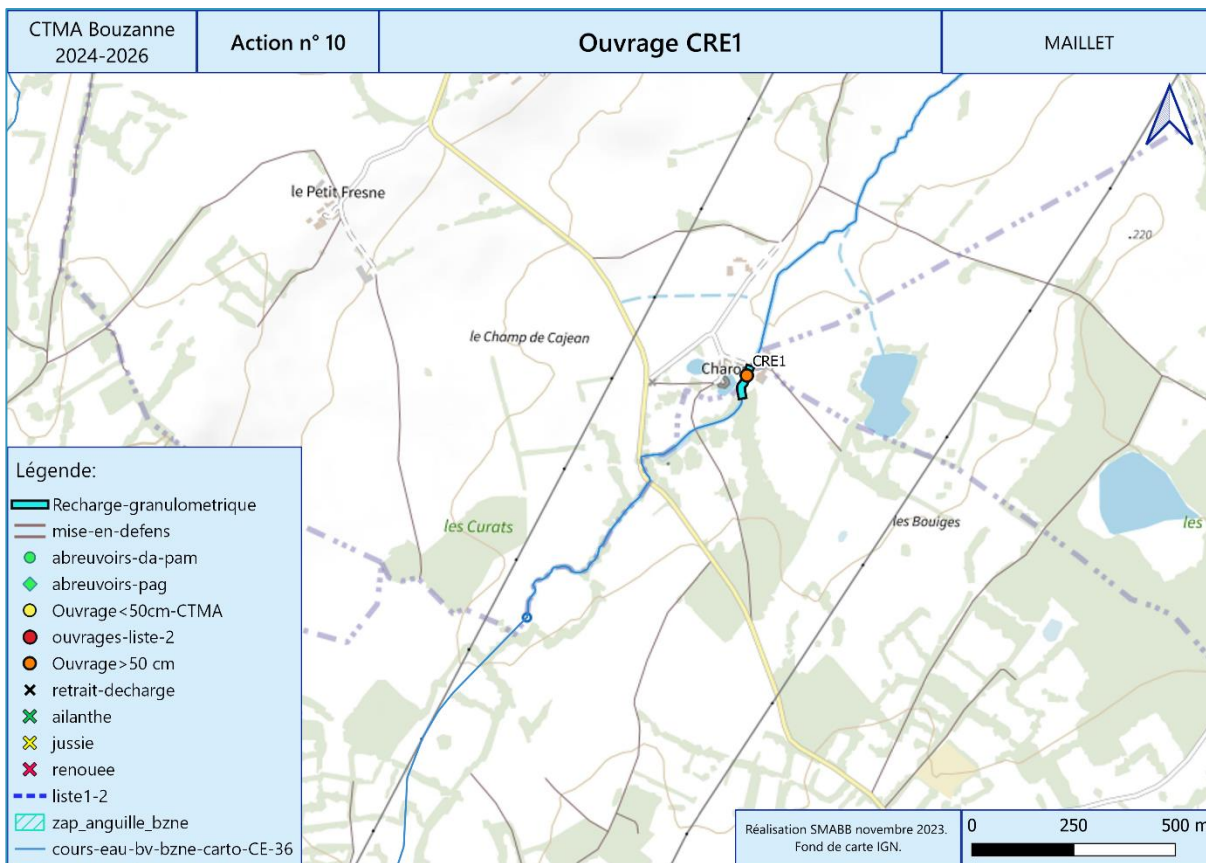 CTMA Bouzanne
2024-2026
Action n° 10
Ouvrage CRE1
MAILLET
le Petit Fresne
220
le Champ de Cajean
CRE1
les Curats
les Bouiges
les
Légende:
Recharge-granulometrique
mise-en-defens
abreuvoirs-da-pam
abreuvoirs-pag
Ouvrage<50cm-CTMA
ouvrages-liste-2
Ouvrage>50 cm
retrait-decharge
ailanthe
jussie
renouee
liste1-2
zap_anguille_bzne
cours-eau-bv-bzne-carto-CE-36
Réalisation SMABB novembre 2023.
Fond de carte IGN.
0 250 500 m